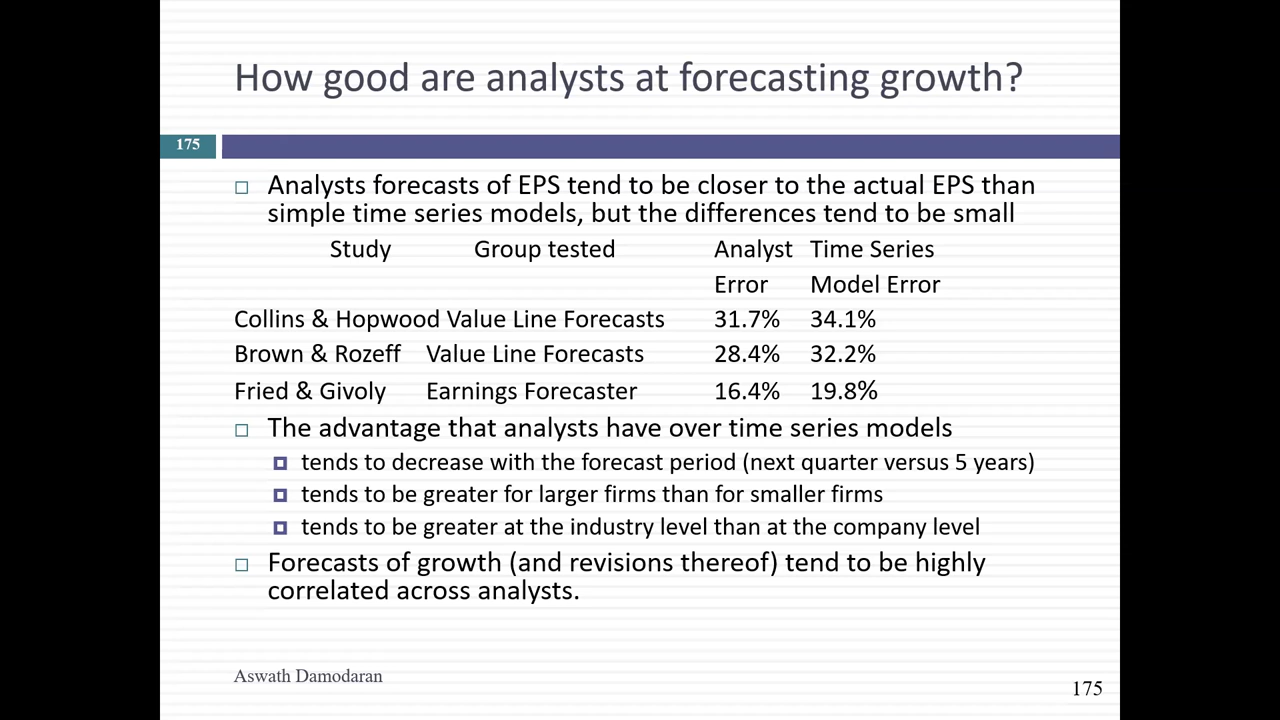 How good are analysts at forecasting growth?
175
□ Analysts forecasts of EPS tend to be closer to the actual EPS than
simple time series models, but the differences tend to be small
Study Group tested Analyst Time Series
Error Model Error
Collins & Hopwood Value Line Forecasts 31.7% 34.1%
Brown & Rozeff Value Line Forecasts 28.4% 32.2%
Fried & Givoly Earnings Forecaster 16.4% 19.8%
□ The advantage that analysts have over time series models
tends to decrease with the forecast period (next quarter versus 5 years)
tends to be greater for larger firms than for smaller firms
tends to be greater at the industry level than at the company level
□ Forecasts of growth (and revisions thereof) tend to be highly
correlated across analysts.
Aswath Damodaran
175